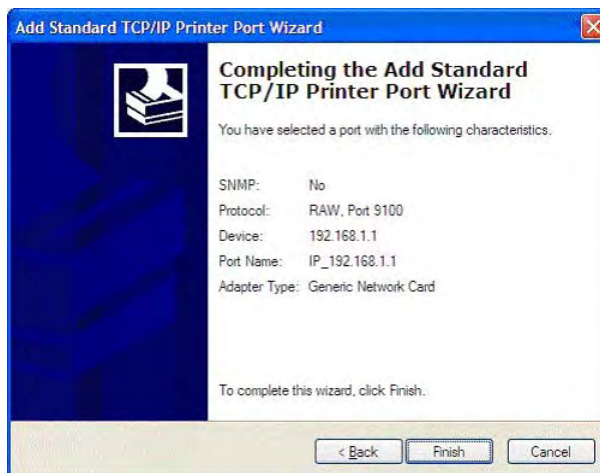 Add Standard TCP/IP Printer Port Wizard
Completing the Add Standard
TCP/IP Printer Port Wizard
You have selected a port with the following characteristics.
SNMP: No
Protocol: RAW, Port 9100
Device: 192.168.1.1
Port Name: IP_192.168.1.1
Adapter Type: Generic Network Card
To complete this wizard, click Finish.
< Back Finish Cancel